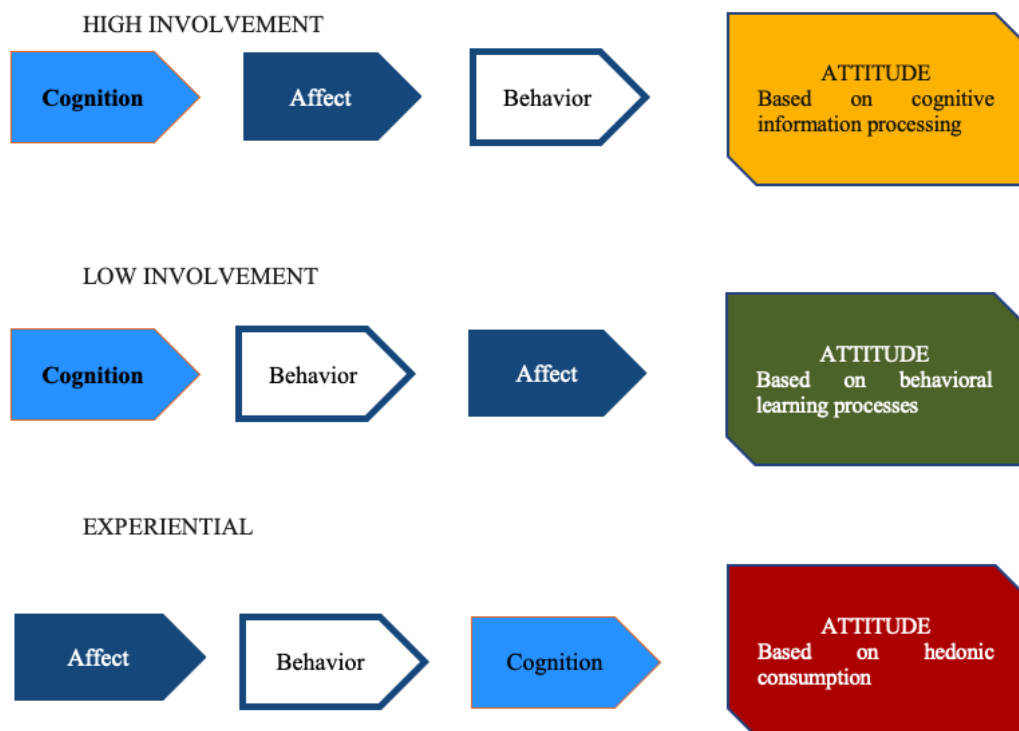 HIGH INVOLVEMENT
Cognition
Affect
Behavior
ATTITUDE
Based on cognitive
information processing
LOW INVOLVEMENT
Cognition
Behavior
Affect
ATTITUDE
Based on behavioral
learning processes
EXPERIENTIAL
Affect
Behavior
Cognition
ATTITUDE
Based on hedonic
consumption